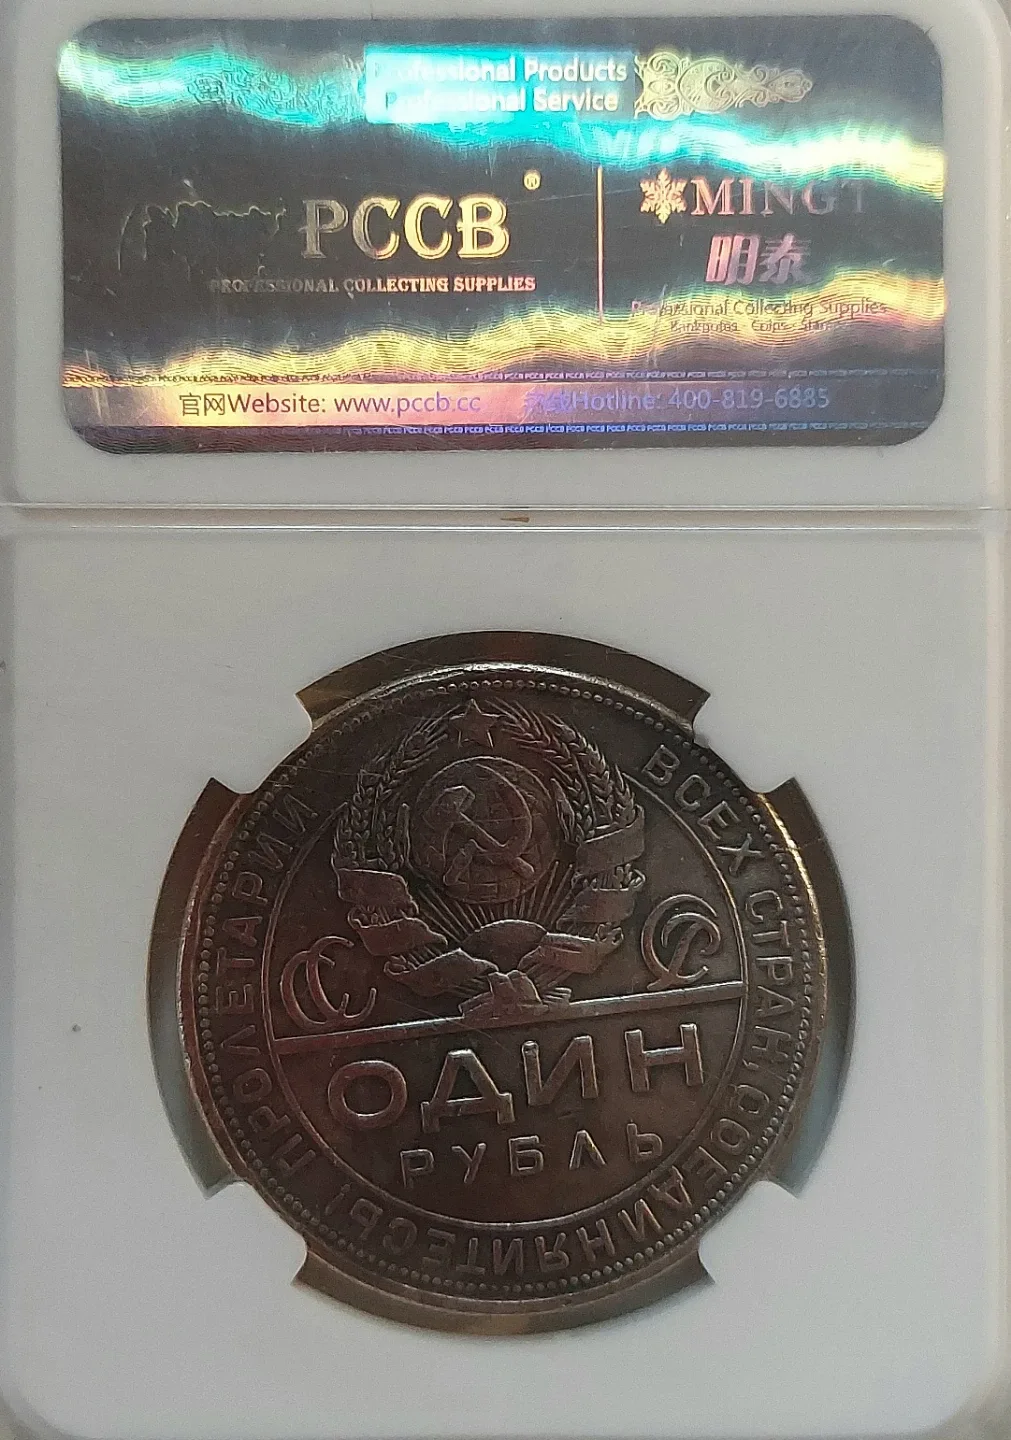 Professional Products
Professional Service
PCCB®
PROFESSIONAL COLLECTING SUPPLIES
MINGT
明泰
Professional Collecting Supplies
官网Website: www.pccb.cc
Hotline: 400-819-6885
ПРОЛЕТАРИИ ВСЕХ СТРАН, СОЕДИНЯЙТЕСЬ!
СССР
ОДИН
РУБЛЬ